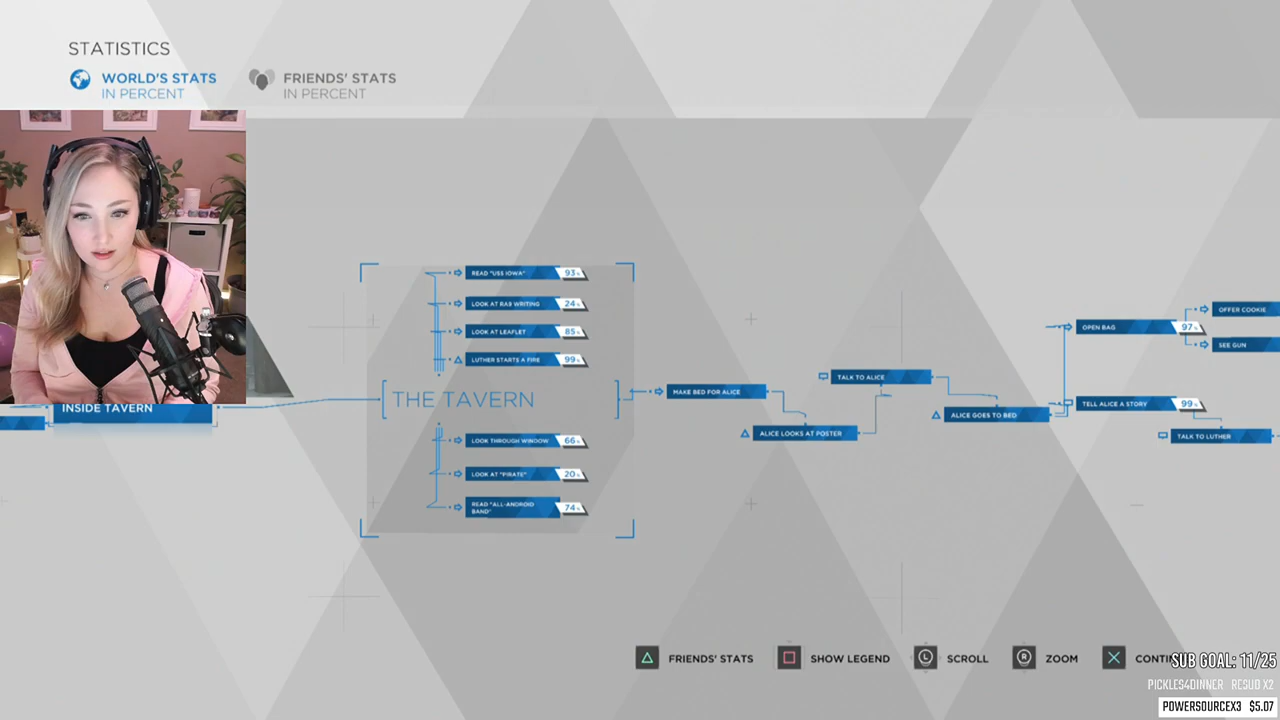 STATISTICS
WORLD'S STATS
IN PERCENT
FRIENDS' STATS
IN PERCENT
INSIDE TAVERN
READ "USS IOWA" 93%
LOOK AT RA9 WRITING 24%
LOOK AT LEAFLET 85%
LUTHER STARTS A FIRE 99%
THE TAVERN
LOOK THROUGH WINDOW 66%
LOOK AT "PIRATE" 20%
READ "ALL-ANDROID
BAND" 74%
MAKE BED FOR ALICE
ALICE LOOKS AT POSTER
TALK TO ALICE
ALICE GOES TO BED
OPEN BAG 97%
OFFER COOKIE
SEE GUN
TELL ALICE A STORY 99%
TALK TO LUTHER
FRIENDS' STATS
SHOW LEGEND
L SCROLL
R ZOOM
SUB GOAL: 11/25
PICKLES4DINNER RESUB X2
POWERSOURCEX3 $5.07